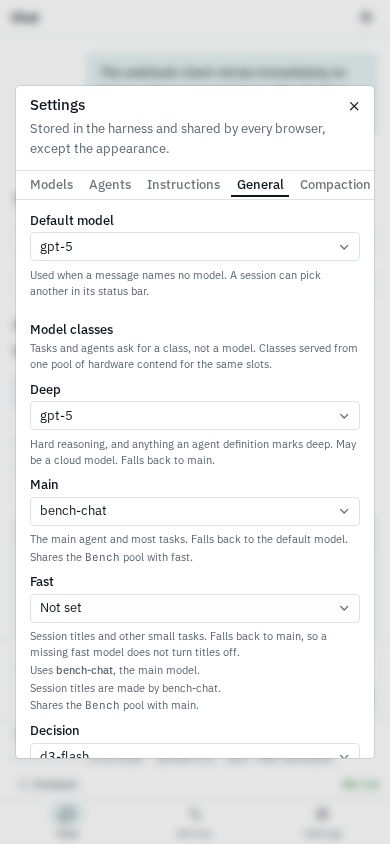 Chat
Settings
Stored in the harness and shared by every browser,
except the appearance.
Models Agents Instructions General Compaction
Default model
gpt-5
Used when a message names no model. A session can pick
another in its status bar.
Model classes
Tasks and agents ask for a class, not a model. Classes served from
one pool of hardware contend for the same slots.
Deep
gpt-5
Hard reasoning, and anything an agent definition marks deep. May
be a cloud model. Falls back to main.
Main
bench-chat
The main agent and most tasks. Falls back to the default model.
Shares the Bench pool with fast.
Fast
Not set
Session titles and other small tasks. Falls back to main, so a
missing fast model does not turn titles off.
Uses bench-chat, the main model.
Session titles are made by bench-chat.
Shares the Bench pool with main.
Decision
d3-flash